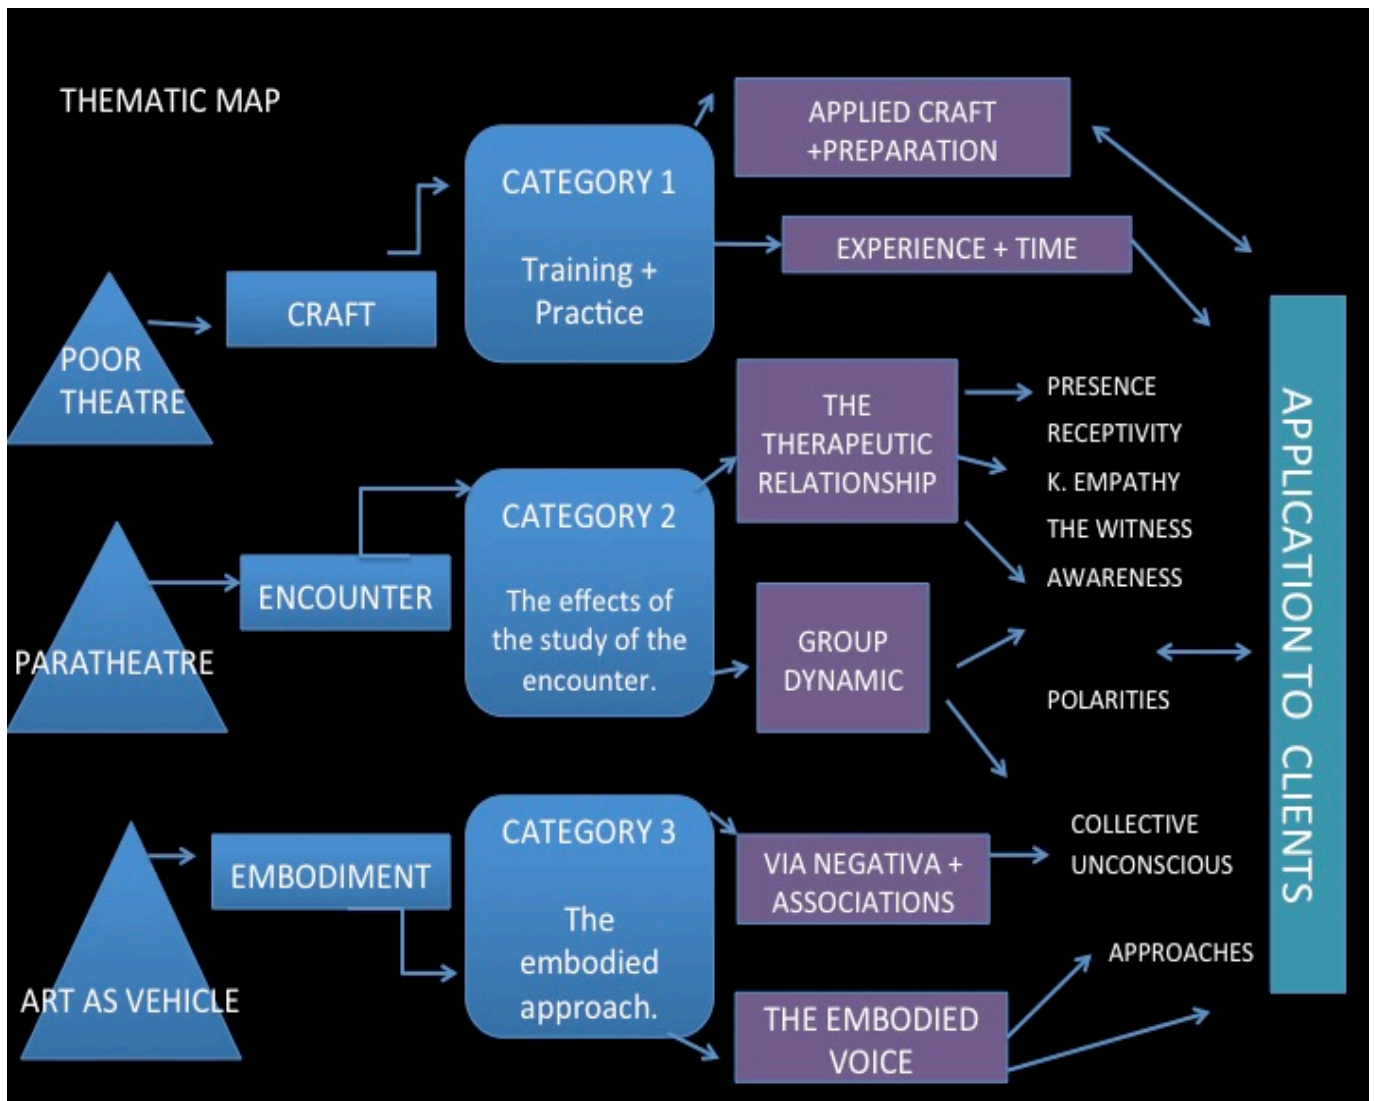 THEMATIC MAP
POOR
THEATRE
CRAFT
CATEGORY 1
Training +
Practice
APPLIED CRAFT
+PREPARATION
EXPERIENCE + TIME
PARATHEATRE
ENCOUNTER
CATEGORY 2
The effects of
the study of the
encounter.
THE
THERAPEUTIC
RELATIONSHIP
PRESENCE
RECEPTIVITY
K. EMPATHY
THE WITNESS
AWARENESS
GROUP
DYNAMIC
POLARITIES
ART AS VEHICLE
EMBODIMENT
CATEGORY 3
The
embodied
approach.
VIA NEGATIVA +
ASSOCIATIONS
COLLECTIVE
UNCONSCIOUS
THE EMBODIED
VOICE
APPROACHES
APPLICATION TO CLIENTS